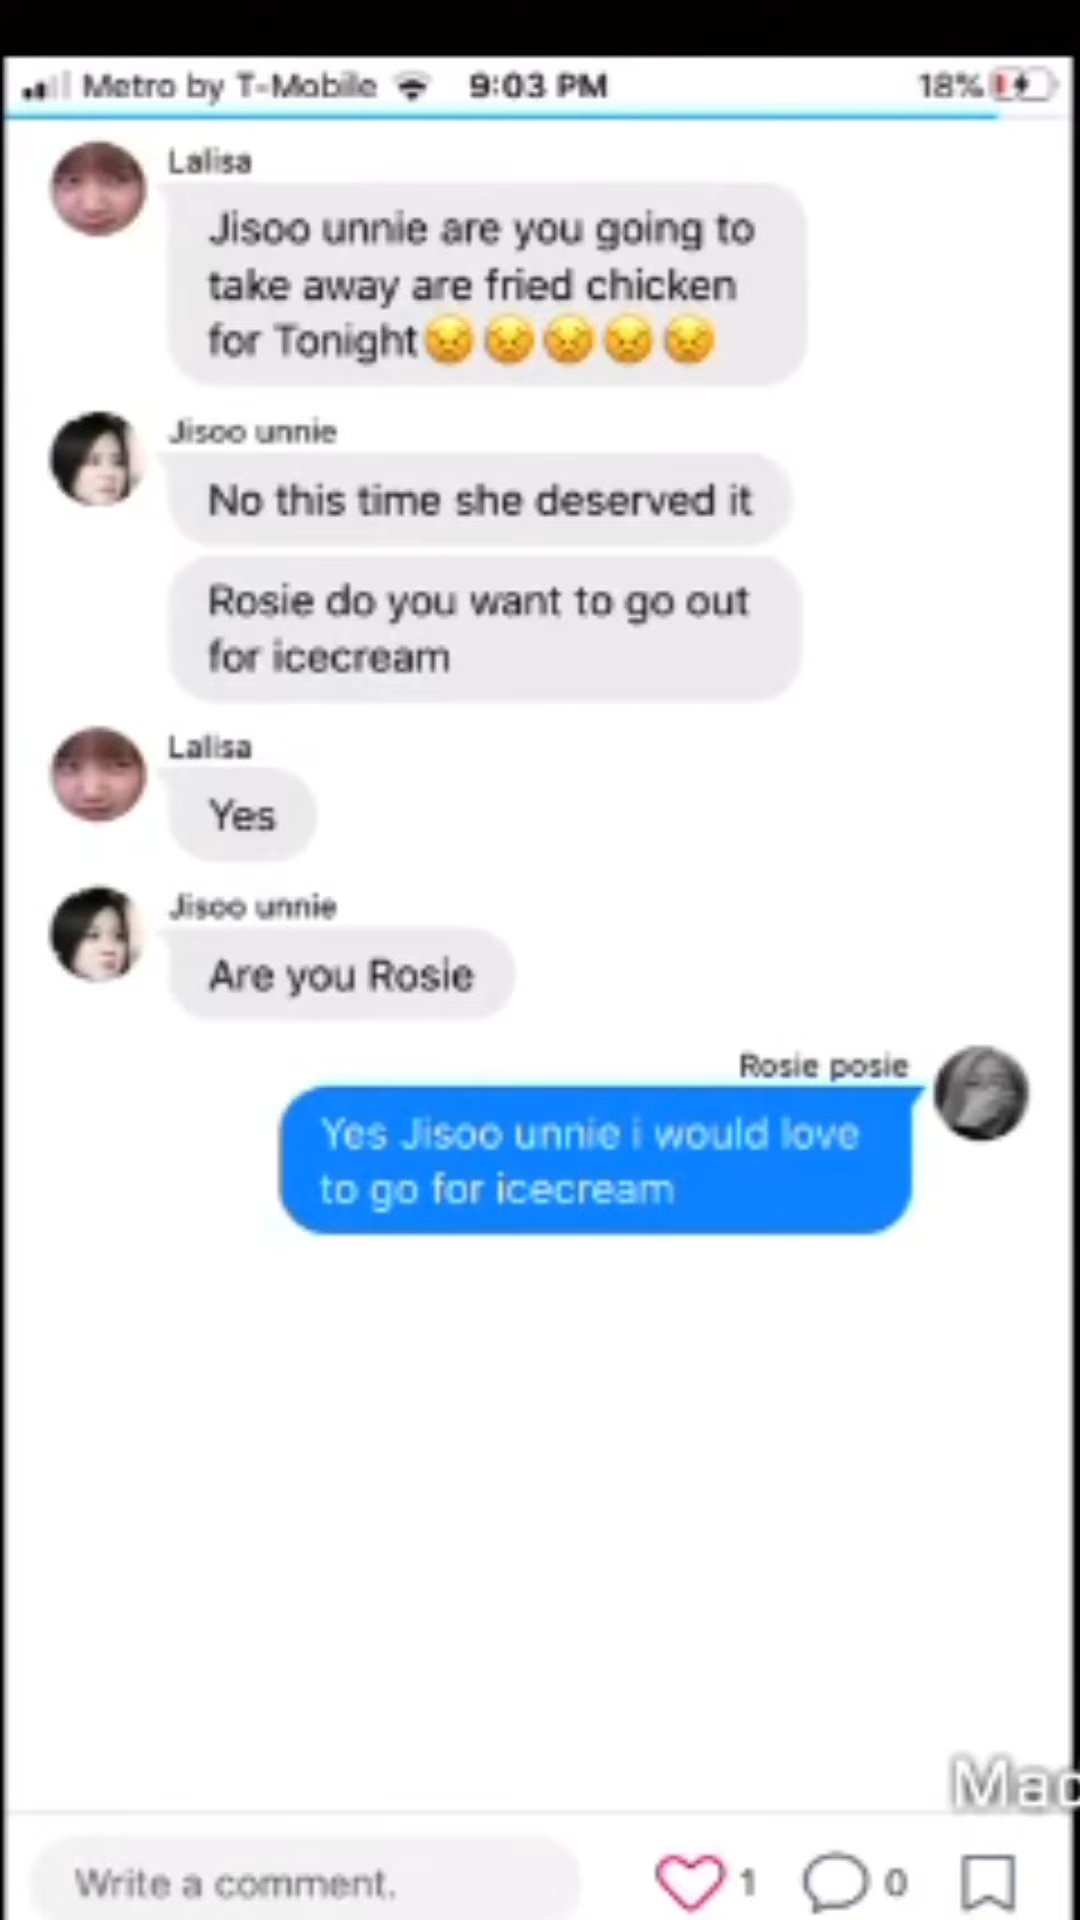 Metro by T-Mobile 9:03 PM 18%
Lalisa
Jisoo unnie are you going to
take away are fried chicken
for Tonight😣😣😣😣😣
Jisoo unnie
No this time she deserved it
Rosie do you want to go out
for icecream
Lalisa
Yes
Jisoo unnie
Are you Rosie
Rosie posie
Yes Jisoo unnie i would love
to go for icecream
Write a comment.
1
0